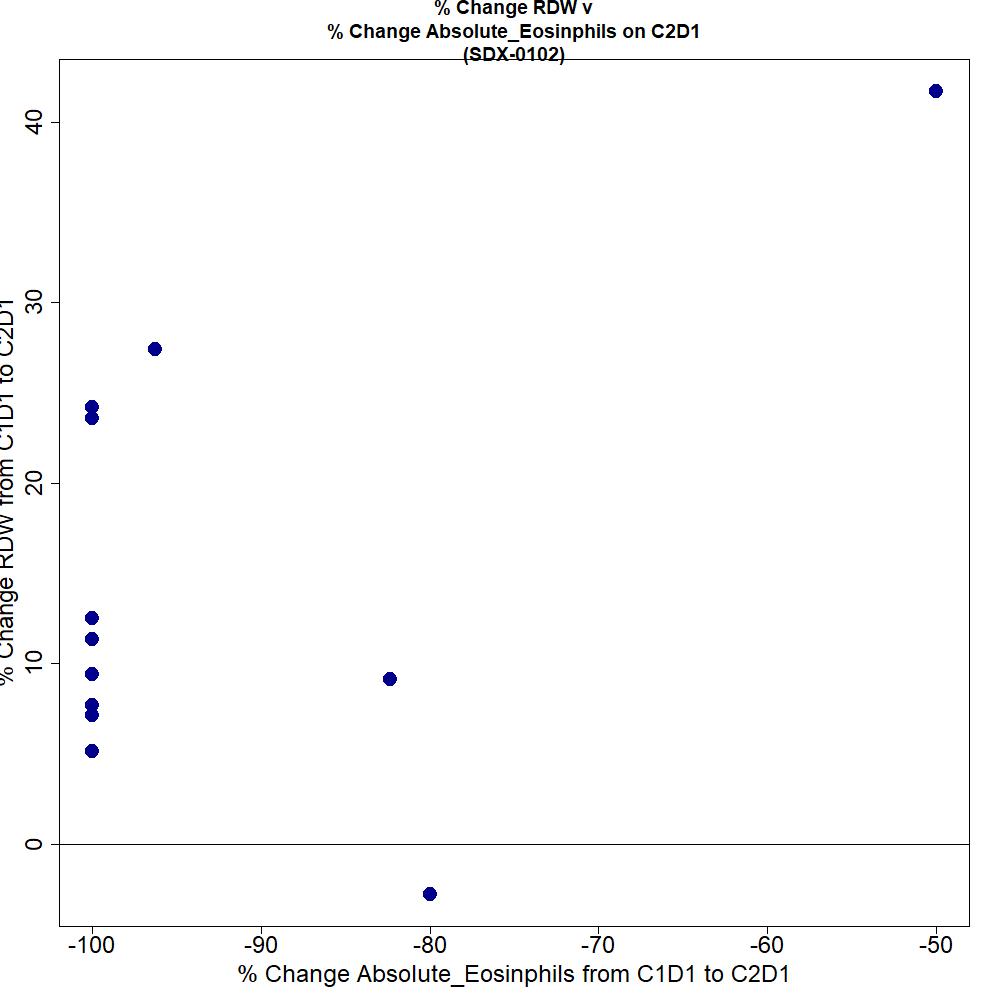 % Change RDW v
% Change Absolute_Eosinphils on C2D1
(SDX-0102)
% Change RDW from C1D1 to C2D1
40
30
20
10
0
-100 -90 -80 -70 -60 -50
% Change Absolute_Eosinphils from C1D1 to C2D1